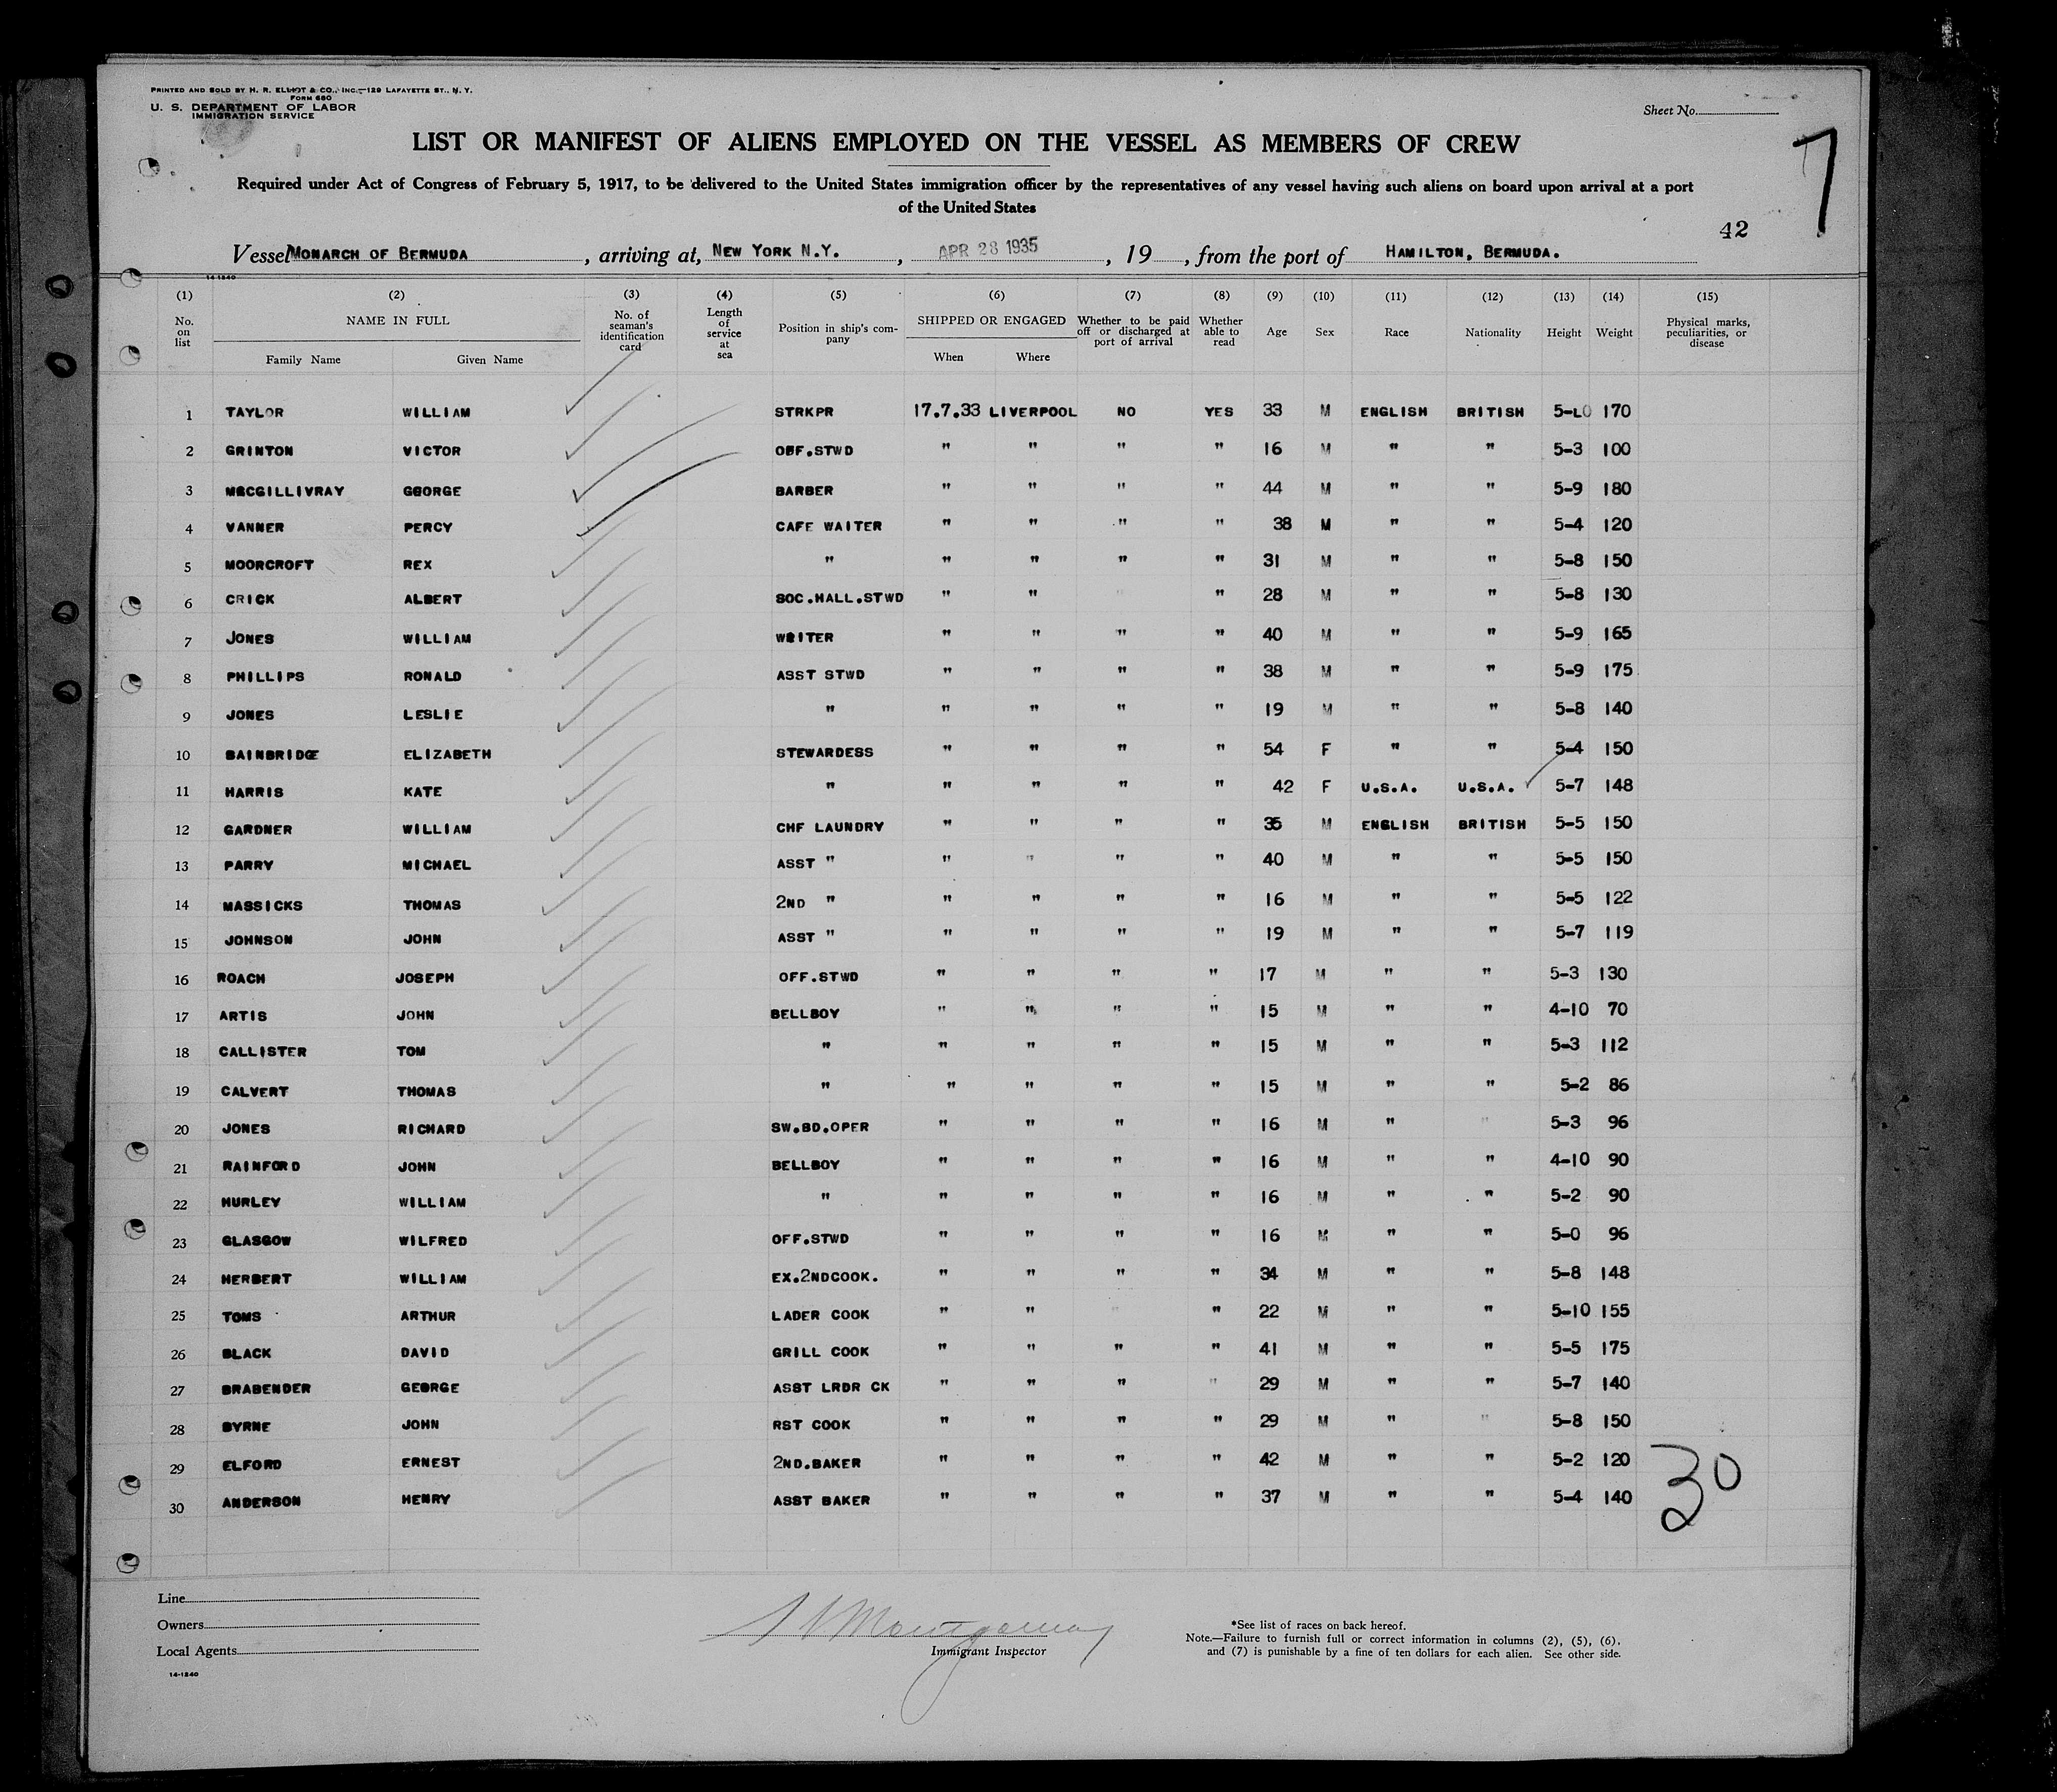 PRINTED AND SOLD BY H. R. ELLIOT & CO., INC.—129 LAFAYETTE ST., N. Y.
FORM 680
U. S. DEPARTMENT OF LABOR
IMMIGRATION SERVICE
Sheet No.
LIST OR MANIFEST OF ALIENS EMPLOYED ON THE VESSEL AS MEMBERS OF CREW
7
Required under Act of Congress of February 5, 1917, to be delivered to the United States immigration officer by the representatives of any vessel having such aliens on board upon arrival at a port
of the United States
42
Vessel MONARCH OF BERMUDA, arriving at, NEW YORK N.Y., APR 28 1935, 19, from the port of HAMILTON, BERMUDA.
14-1240
(1) (2) (3) (4) (5) (6) (7) (8) (9) (10) (11) (12) (13) (14) (15)
No. on list NAME IN FULL Family Name Given Name No. of seaman's identification card Length of service at sea Position in ship's company SHIPPED OR ENGAGED When Where Whether to be paid off or discharged at port of arrival Whether able to read Age Sex Race Nationality Height Weight Physical marks, peculiarities, or disease
1 TAYLOR WILLIAM STRKPR 17.7.33 LIVERPOOL NO YES 33 M ENGLISH BRITISH 5-L0 170
2 GRINTON VICTOR OFF.STWD " " " " 16 M " " 5-3 100
3 MCGILLIVRAY GEORGE BARBER " " " " 44 M " " 5-9 180
4 VANNER PERCY CAFE WAITER " " " " 38 M " " 5-4 120
5 MOORCROFT REX " " " " " 31 M " " 5-8 150
6 CRICK ALBERT SOC.HALL.STWD " " " " 28 M " " 5-8 130
7 JONES WILLIAM WRITER " " " " 40 M " " 5-9 165
8 PHILLIPS RONALD ASST STWD " " " " 38 M " " 5-9 175
9 JONES LESLIE " " " " " 19 M " " 5-8 140
10 BAINBRIDGE ELIZABETH STEWARDESS " " " " 54 F " " 5-4 150
11 HARRIS KATE " " " " " 42 F U.S.A. U.S.A. 5-7 148
12 GARDNER WILLIAM CHF LAUNDRY " " " " 35 M ENGLISH BRITISH 5-5 150
13 PARRY MICHAEL ASST " " " " " 40 M " " 5-5 150
14 MASSICKS THOMAS 2ND " " " " " 16 M " " 5-5 122
15 JOHNSON JOHN ASST " " " " " 19 M " " 5-7 119
16 ROACH JOSEPH OFF.STWD " " " " 17 M " " 5-3 130
17 ARTIS JOHN BELLBOY " " " " 15 M " " 4-10 70
18 CALLISTER TOM " " " " " 15 M " " 5-3 112
19 CALVERT THOMAS " " " " " 15 M " " 5-2 86
20 JONES RICHARD SW.BD.OPER " " " " 16 M " " 5-3 96
21 RAINFORD JOHN BELLBOY " " " " 16 M " " 4-10 90
22 HURLEY WILLIAM " " " " " 16 M " " 5-2 90
23 GLASGOW WILFRED OFF.STWD " " " " 16 M " " 5-0 96
24 HERBERT WILLIAM EX.2NDCOOK. " " " " 34 M " " 5-8 148
25 TOMS ARTHUR LADER COOK " " " " 22 M " " 5-10 155
26 BLACK DAVID GRILL COOK " " " " 41 M " " 5-5 175
27 BRABENDER GEORGE ASST LRDR CK " " " " 29 M " " 5-7 140
28 BYRNE JOHN RST COOK " " " " 29 M " " 5-8 150
29 ELFORD ERNEST 2ND.BAKER " " " " 42 M " " 5-2 120
30 ANDERSON HENRY ASST BAKER " " " " 37 M " " 5-4 140
30
Line
Owners
Local Agents
14-1240
Montgomery
Immigrant Inspector
*See list of races on back hereof.
Note.—Failure to furnish full or correct information in columns (2), (5), (6),
and (7) is punishable by a fine of ten dollars for each alien. See other side.